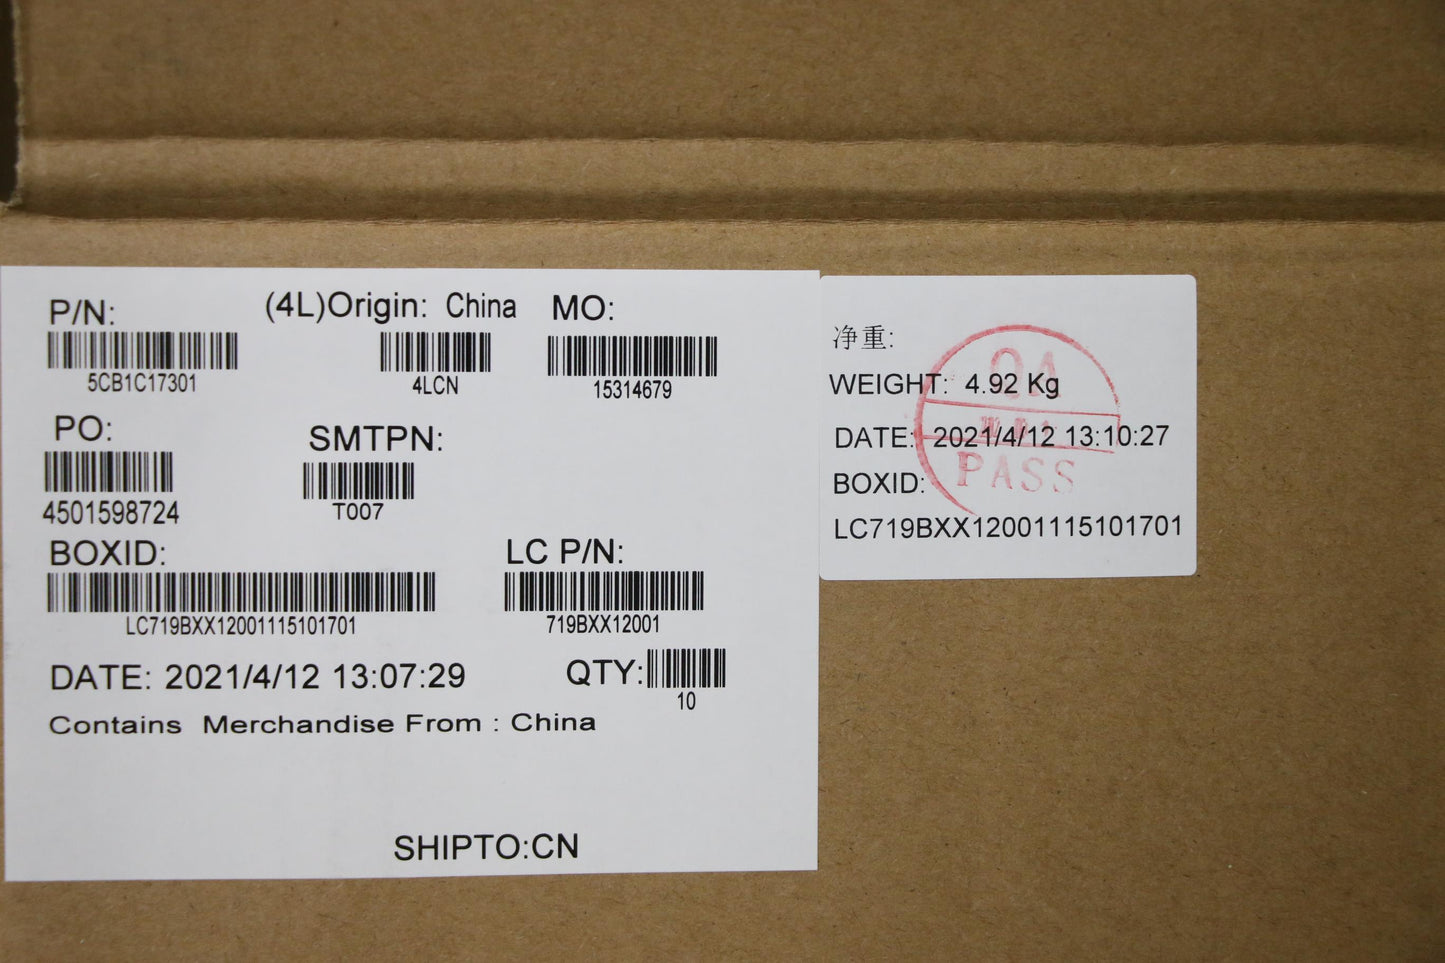 P/N: (4L)Origin: China MO:
5CB1C17301 4LCN 15314679
PO: SMTPN:
4501598724 T007
BOXID: LC P/N:
LC719BXX12001115101701 719BXX12001
DATE: 2021/4/12 13:07:29 QTY:
10
Contains Merchandise From : China
SHIPTO:CN
净重:
WEIGHT: 4.92 Kg
DATE: 2021/4/12 13:10:27
BOXID:
LC719BXX12001115101701
QA
PASS